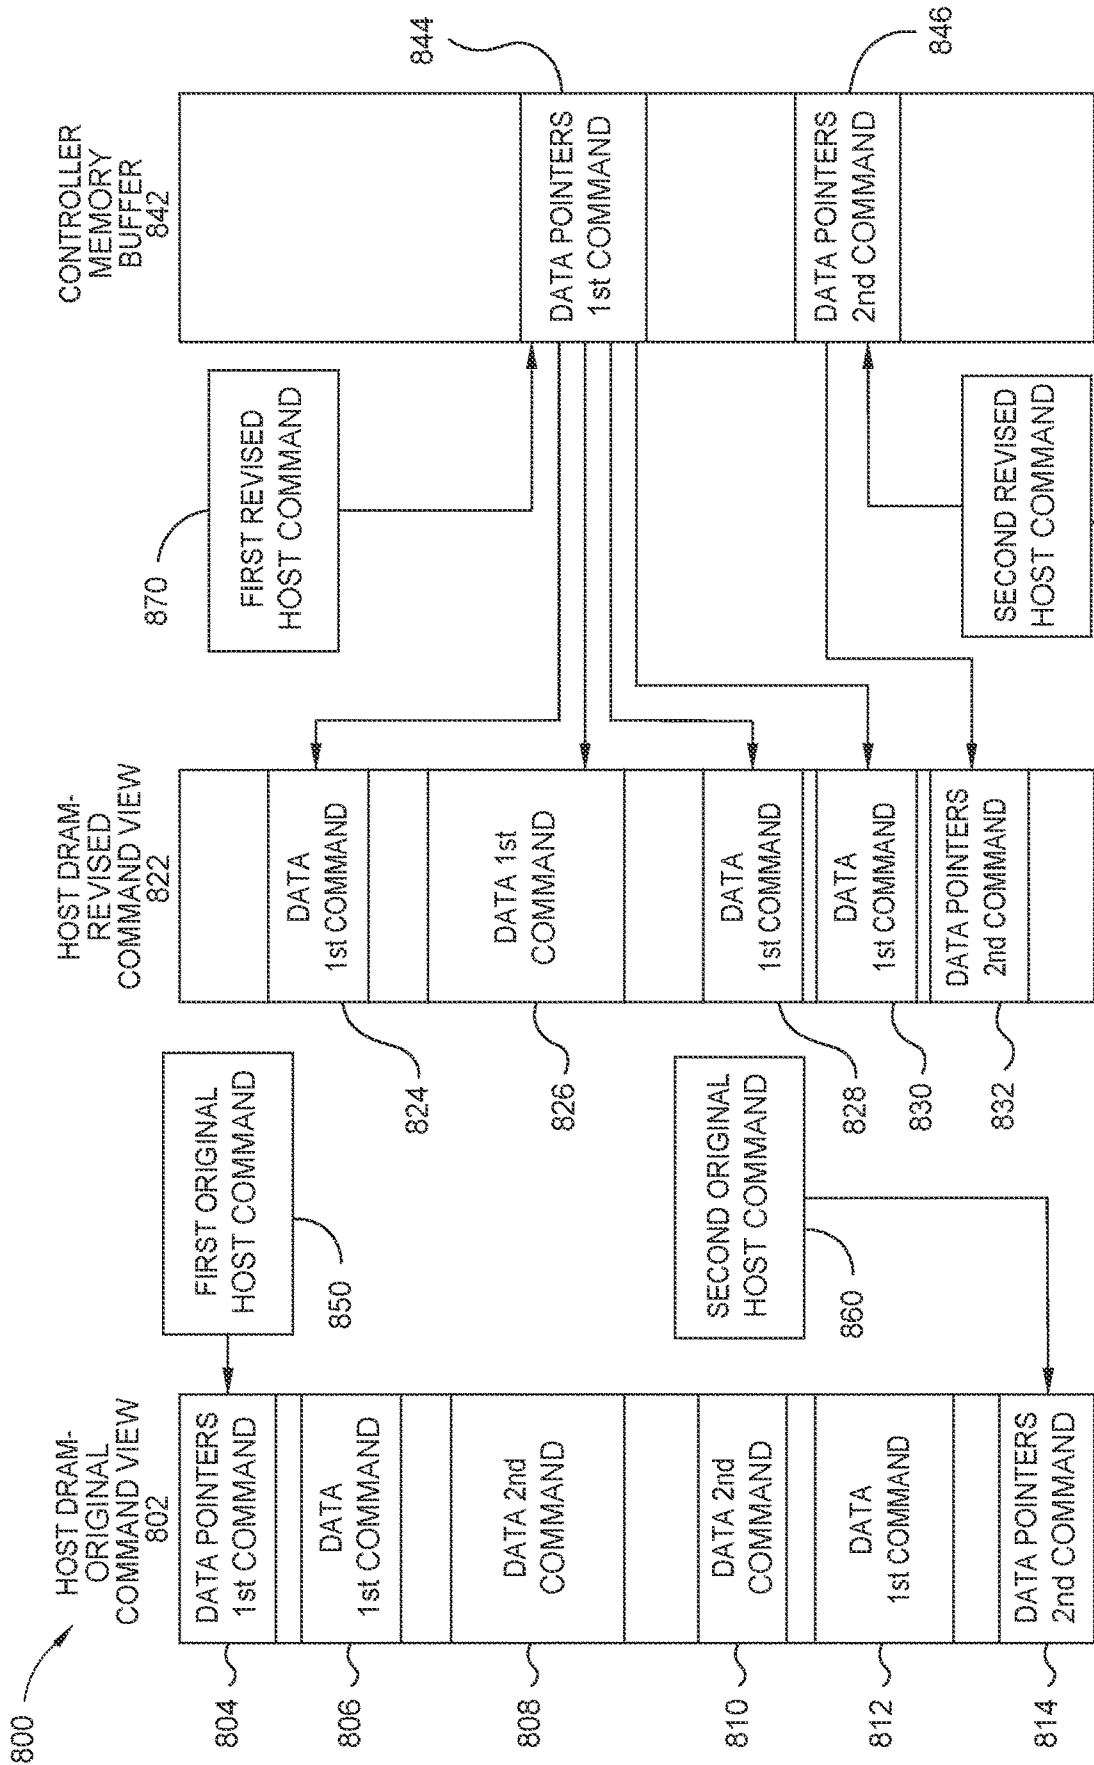 800
HOST DRAM-
ORIGINAL
COMMAND VIEW
802
DATA POINTERS
1st COMMAND
804
DATA
1st COMMAND
806
DATA 2nd
COMMAND
808
DATA 2nd
COMMAND
810
DATA
1st COMMAND
812
DATA POINTERS
2nd COMMAND
814
FIRST ORIGINAL
HOST COMMAND
850
SECOND ORIGINAL
HOST COMMAND
860
HOST DRAM-
REVISED
COMMAND VIEW
822
DATA
1st COMMAND
824
DATA 1st
COMMAND
826
DATA
1st COMMAND
828
DATA
1st COMMAND
830
DATA POINTERS
2nd COMMAND
832
870
FIRST REVISED
HOST COMMAND
SECOND REVISED
HOST COMMAND
CONTROLLER
MEMORY
BUFFER
842
DATA POINTERS
1st COMMAND
844
DATA POINTERS
2nd COMMAND
846